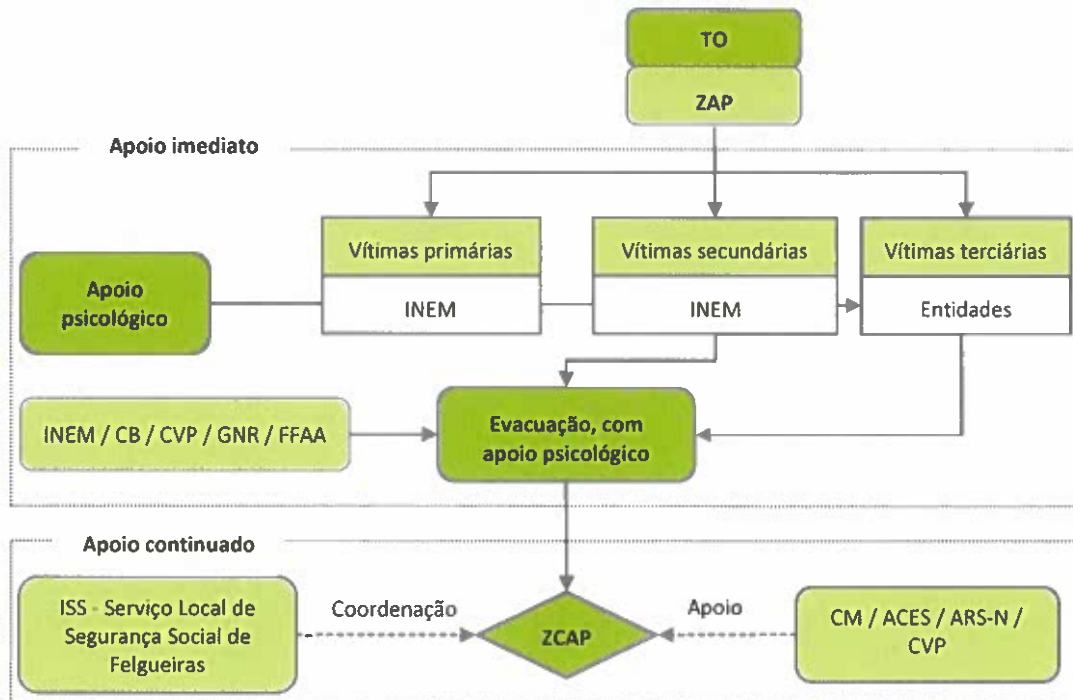 TO
ZAP
Apoio imediato
Vítimas primárias
Vítimas secundárias
Vítimas terciárias
Apoio
psicológico
INEM
INEM
Entidades
INEM / CB / CVP / GNR / FFAA
Evacuação, com
apoio psicológico
Apoio continuado
ISS - Serviço Local de
Segurança Social de
Felgueiras
Coordenação
ZCAP
Apoio
CM / ACES / ARS-N /
CVP